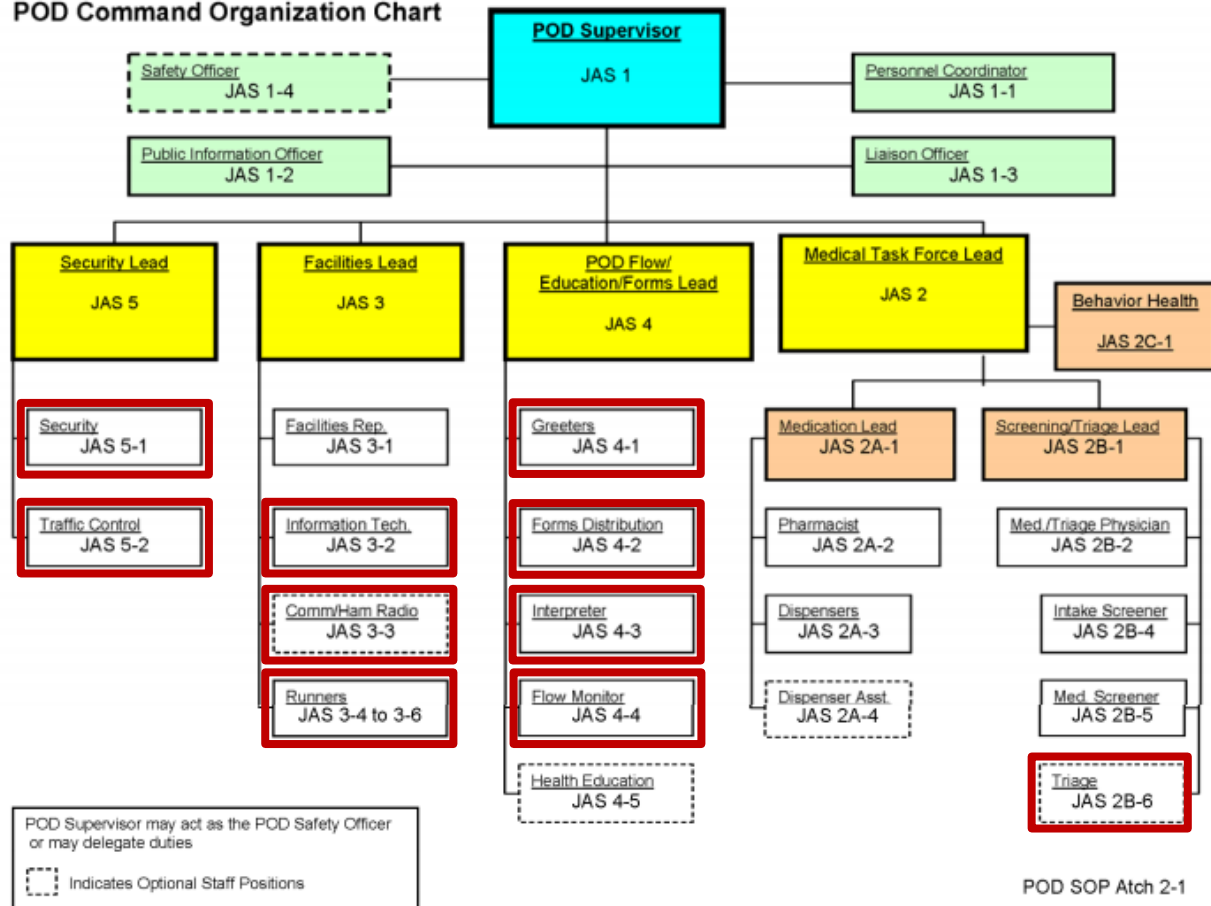 POD Command Organization Chart
POD Supervisor
JAS 1
Safety Officer
JAS 1-4
Personnel Coordinator
JAS 1-1
Public Information Officer
JAS 1-2
Liaison Officer
JAS 1-3
Security Lead
JAS 5
Facilities Lead
JAS 3
POD Flow/
Education/Forms Lead
JAS 4
Medical Task Force Lead
JAS 2
Behavior Health
JAS 2C-1
Security
JAS 5-1
Traffic Control
JAS 5-2
Facilities Rep.
JAS 3-1
Information Tech.
JAS 3-2
Comm/Ham Radio
JAS 3-3
Runners
JAS 3-4 to 3-6
Greeters
JAS 4-1
Forms Distribution
JAS 4-2
Interpreter
JAS 4-3
Flow Monitor
JAS 4-4
Health Education
JAS 4-5
Medication Lead
JAS 2A-1
Pharmacist
JAS 2A-2
Dispensers
JAS 2A-3
Dispenser Asst.
JAS 2A-4
Screening/Triage Lead
JAS 2B-1
Med./Triage Physician
JAS 2B-2
Intake Screener
JAS 2B-4
Med. Screener
JAS 2B-5
Triage
JAS 2B-6
POD Supervisor may act as the POD Safety Officer
or may delegate duties
Indicates Optional Staff Positions
POD SOP Atch 2-1